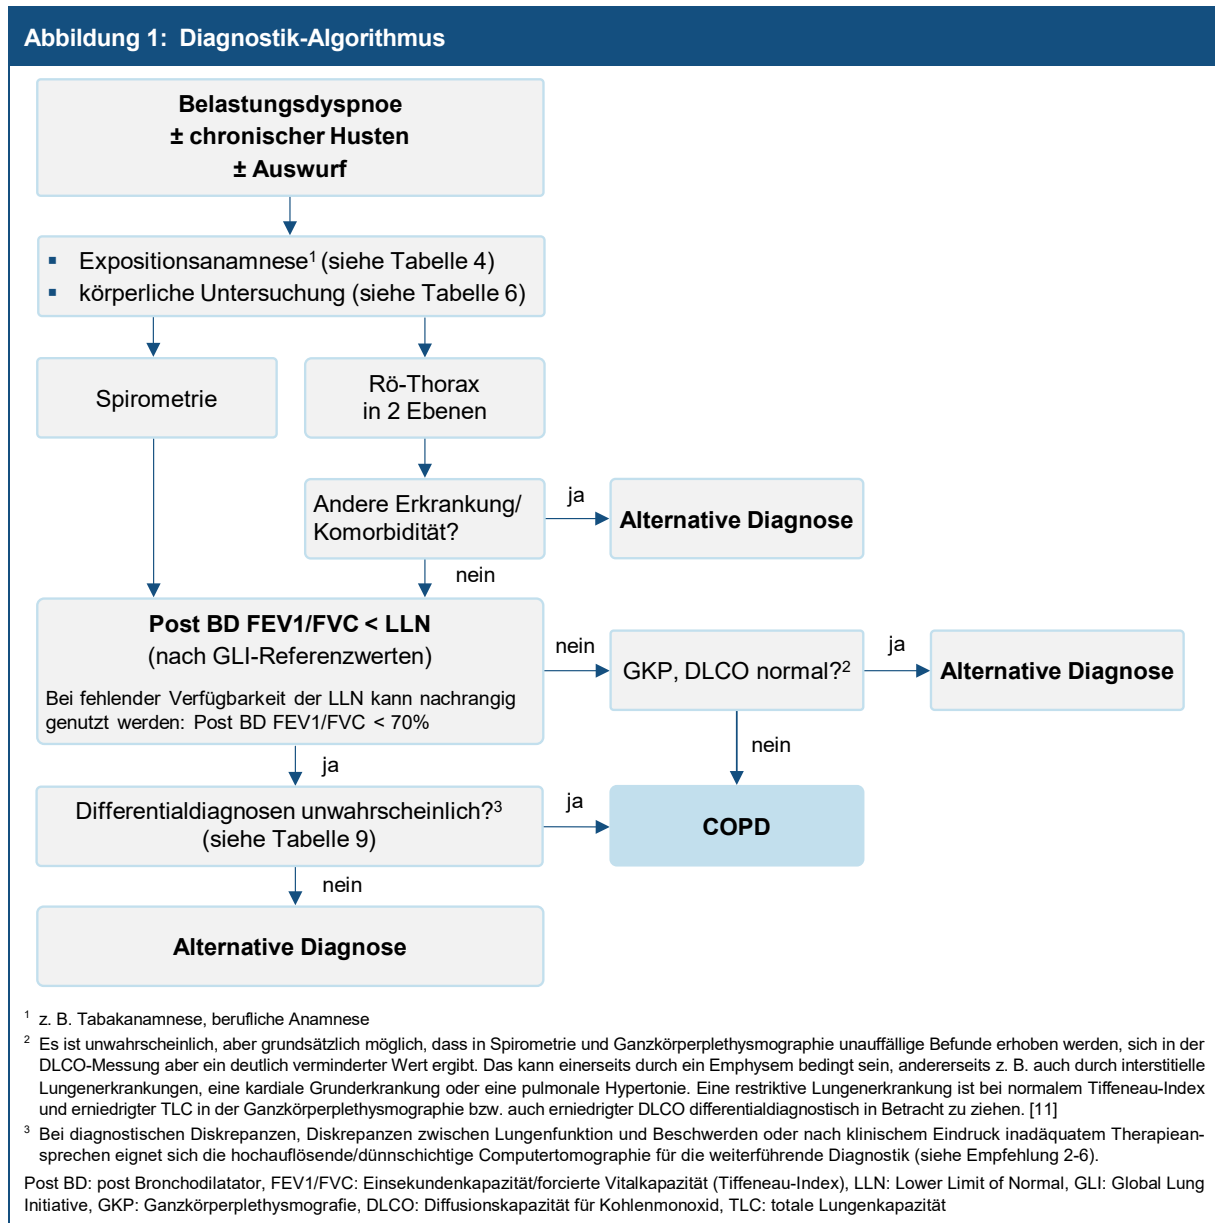 Abbildung 1: Diagnostik-Algorithmus
Belastungsdyspnoe
± chronischer Husten
± Auswurf
▪ Expositionsanamnese¹ (siehe Tabelle 4)
▪ körperliche Untersuchung (siehe Tabelle 6)
Spirometrie
Rö-Thorax
in 2 Ebenen
Andere Erkrankung/
Komorbidität?
ja
Alternative Diagnose
nein
Post BD FEV1/FVC < LLN
(nach GLI-Referenzwerten)
Bei fehlender Verfügbarkeit der LLN kann nachrangig
genutzt werden: Post BD FEV1/FVC < 70%
nein
GKP, DLCO normal?²
ja
Alternative Diagnose
ja
nein
Differentialdiagnosen unwahrscheinlich?³
(siehe Tabelle 9)
ja
COPD
nein
Alternative Diagnose
¹ z. B. Tabakanamnese, berufliche Anamnese
² Es ist unwahrscheinlich, aber grundsätzlich möglich, dass in Spirometrie und Ganzkörperplethysmographie unauffällige Befunde erhoben werden, sich in der
DLCO-Messung aber ein deutlich verminderter Wert ergibt. Das kann einerseits durch ein Emphysem bedingt sein, andererseits z. B. auch durch interstitielle
Lungenerkrankungen, eine kardiale Grunderkrankung oder eine pulmonale Hypertonie. Eine restriktive Lungenerkrankung ist bei normalem Tiffeneau-Index
und erniedrigter TLC in der Ganzkörperplethysmographie bzw. auch erniedrigter DLCO differentialdiagnostisch in Betracht zu ziehen. [11]
³ Bei diagnostischen Diskrepanzen, Diskrepanzen zwischen Lungenfunktion und Beschwerden oder nach klinischem Eindruck inadäquatem Therapiean-
sprechen eignet sich die hochauflösende/dünnschichtige Computertomographie für die weiterführende Diagnostik (siehe Empfehlung 2-6).
Post BD: post Bronchodilatator, FEV1/FVC: Einsekundenkapazität/forcierte Vitalkapazität (Tiffeneau-Index), LLN: Lower Limit of Normal, GLI: Global Lung
Initiative, GKP: Ganzkörperplethysmografie, DLCO: Diffusionskapazität für Kohlenmonoxid, TLC: totale Lungenkapazität